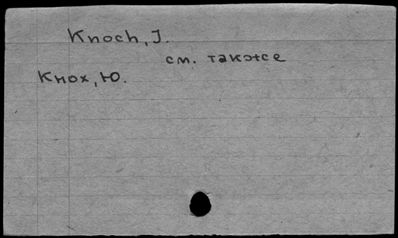 Knoch, J.
см. также
Кнох, Ю.